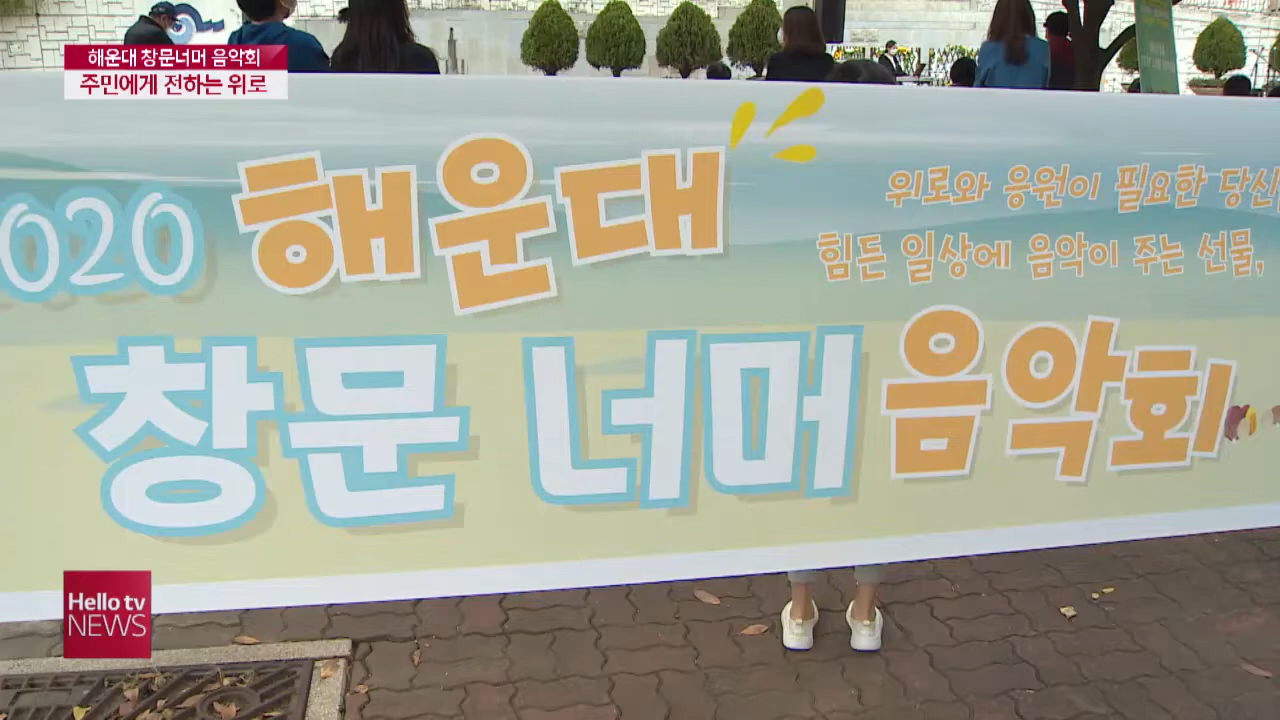 해운대 창문너머 음악회
주민에게 전하는 위로
2020 해운대
위로와 응원이 필요한 당신
힘든 일상에 음악이 주는 선물,
창문 너머 음악회
Hello tv
NEWS